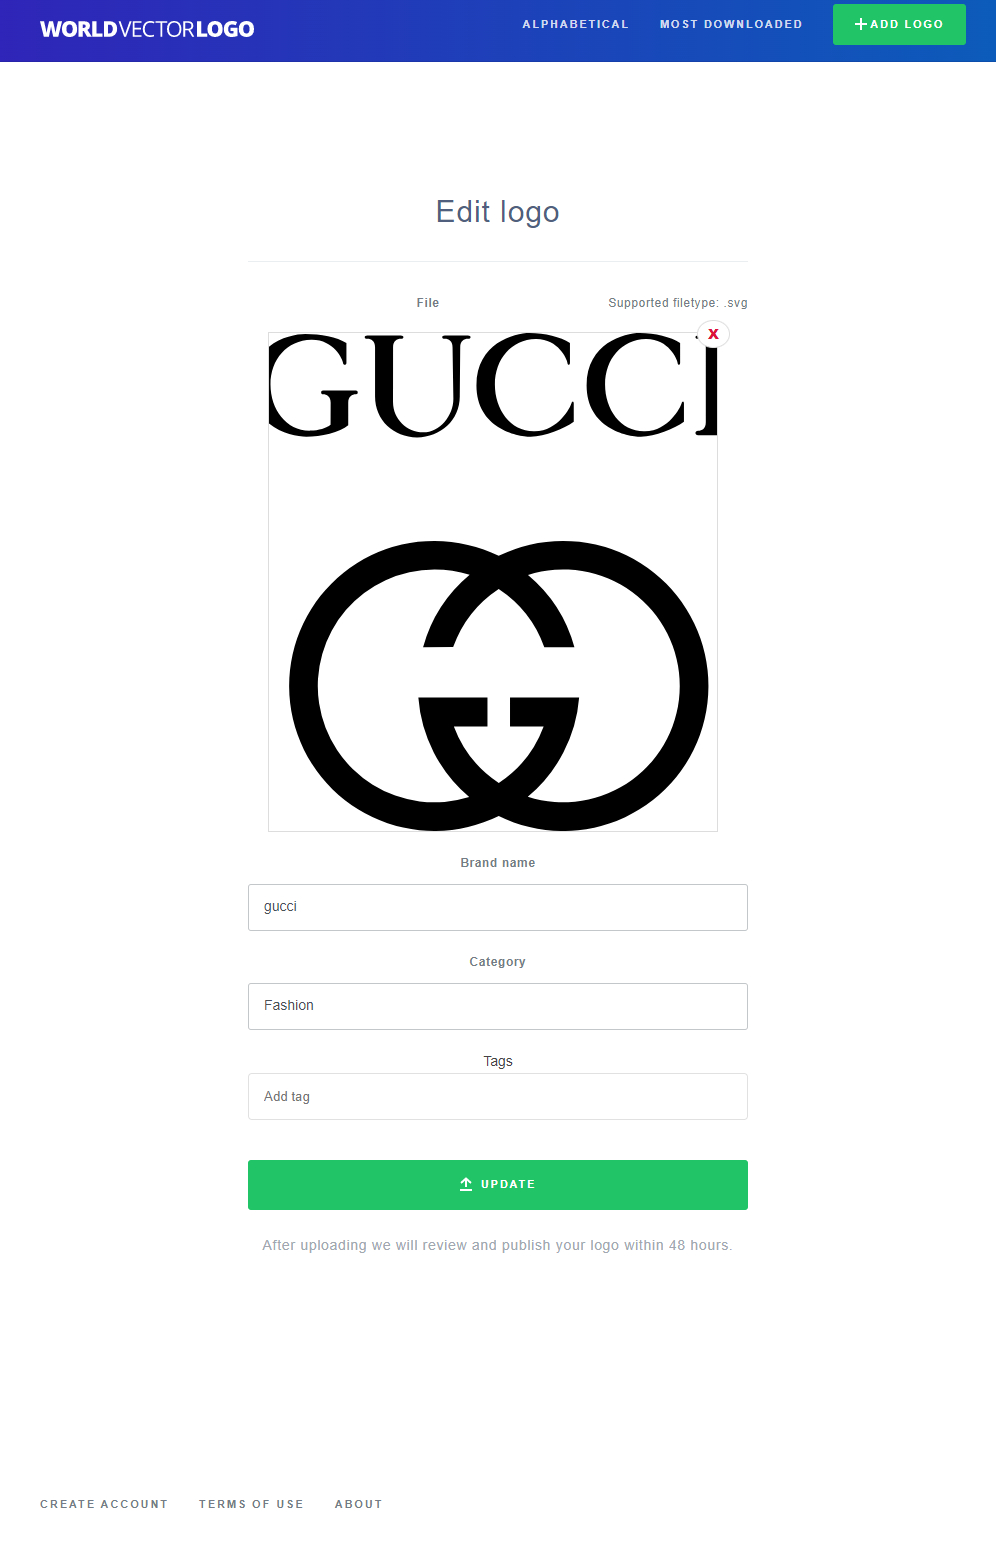 WORLDVECTORLOGO
ALPHABETICAL
MOST DOWNLOADED
ADD LOGO
Edit logo
File
Supported filetype: .svg
x
GUCCI
Brand name
gucci
Category
Fashion
Tags
Add tag
UPDATE
After uploading we will review and publish your logo within 48 hours.
CREATE ACCOUNT
TERMS OF USE
ABOUT